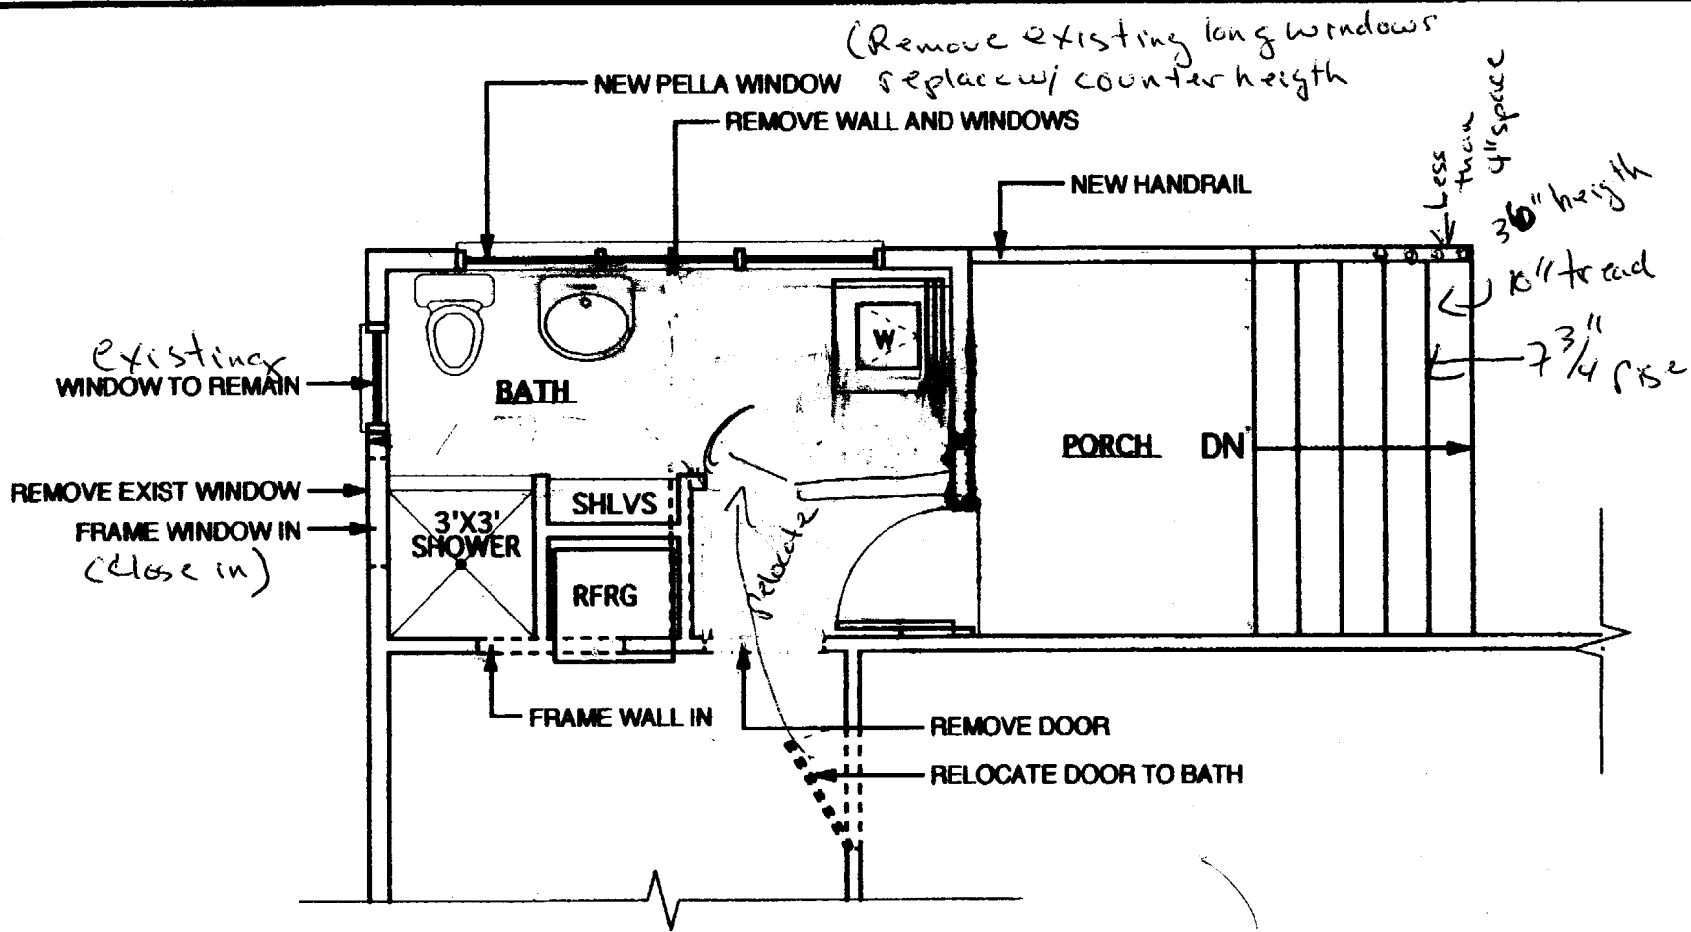 (Remove existing long windows
replace w/ counter heigth
NEW PELLA WINDOW
REMOVE WALL AND WINDOWS
NEW HANDRAIL
Less
than
4" space
36" heigth
10" tread
7 3/4" rise
existing
WINDOW TO REMAIN
BATH
W
PORCH DN
REMOVE EXIST WINDOW
FRAME WINDOW IN
(Close in)
3'X3'
SHOWER
SHLVS
RFRG
relocate
FRAME WALL IN
REMOVE DOOR
RELOCATE DOOR TO BATH